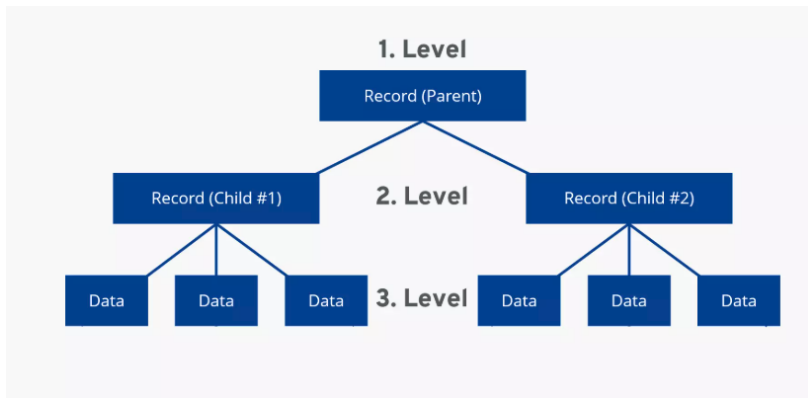 1. Level
Record (Parent)
Record (Child #1)
2. Level
Record (Child #2)
Data
Data
Data
3. Level
Data
Data
Data